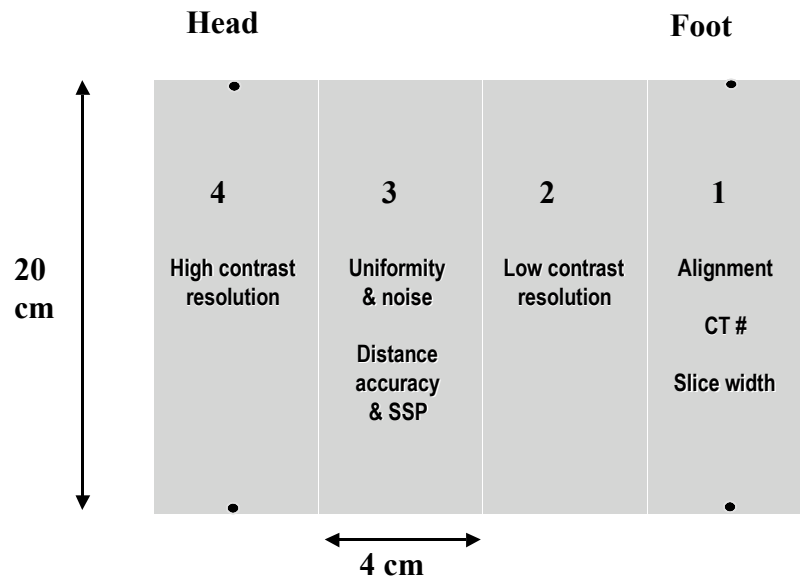 Head
Foot
4
3
2
1
20
cm
High contrast
resolution
Uniformity
& noise
Distance
accuracy
& SSP
Low contrast
resolution
Alignment
CT #
Slice width
4 cm